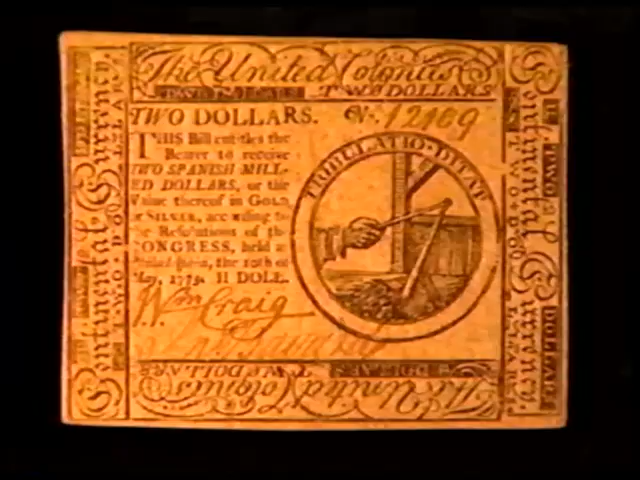 The United Colonies
TWO DOLLARS
TWO DOLLARS. No. 12109
THIS Bill entitles the
Bearer to receive
TWO SPANISH MILL-
ED DOLLARS, or the
Value thereof in GOLD
or SILVER, according to
the Resolutions of the
CONGRESS, held at
Philadelphia, the 10th of
May, 1775. II DOLL.
TRIBULATIO DITAT
Wm Craig
Continental Currency
TWO DOLLARS
Continental Currency
TWO DOLLARS
DOLLARS
TWO DOLLARS
The United Colonies